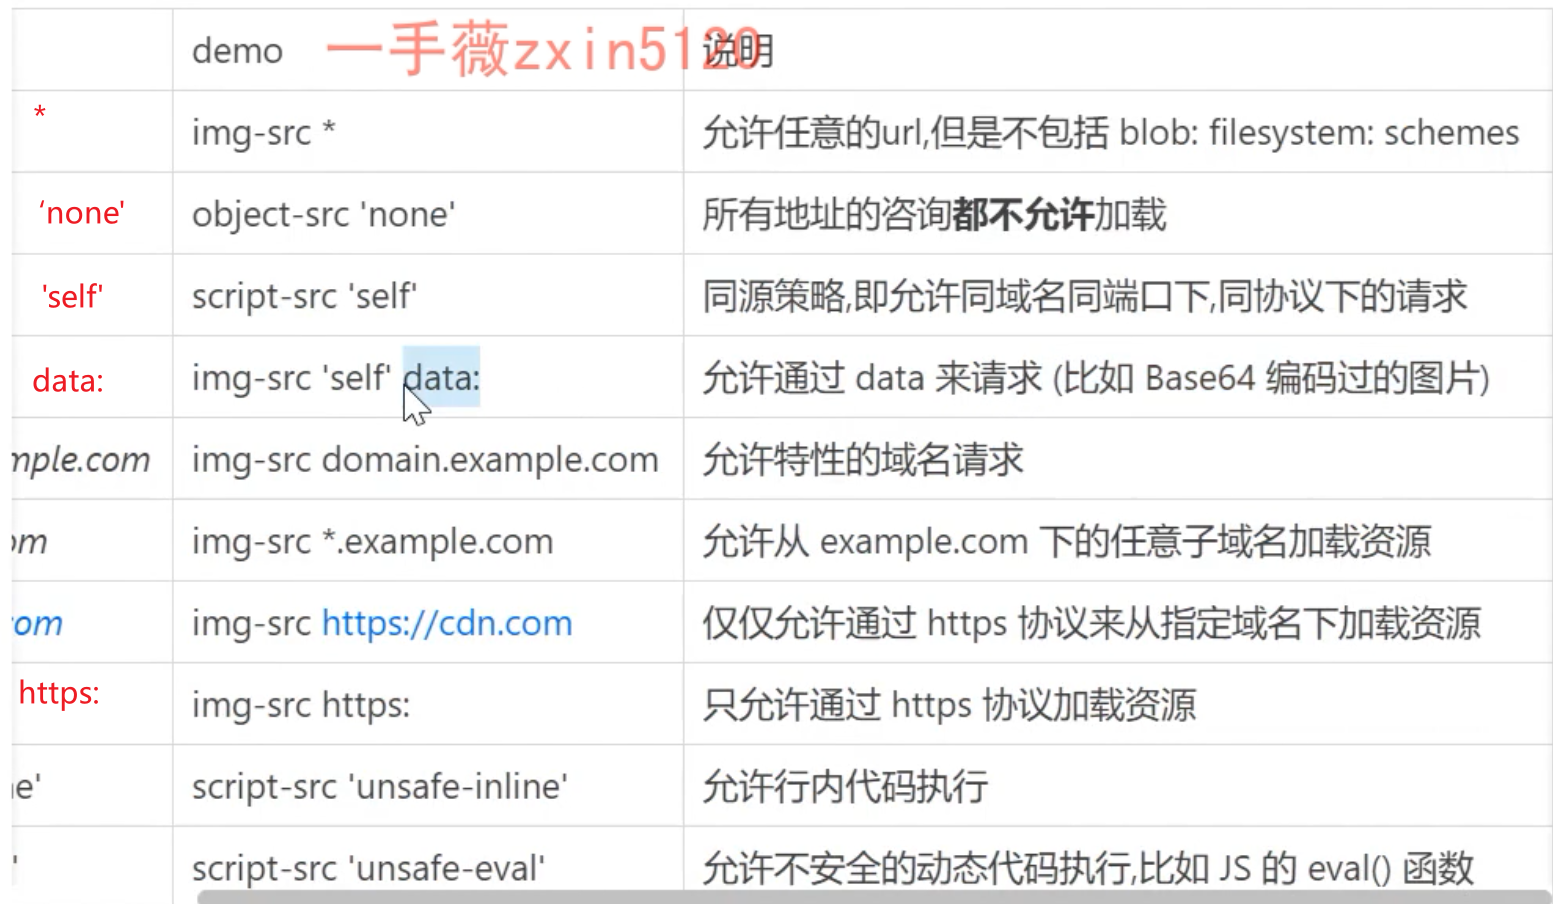 demo 一手薇zxin5120 说明
* img-src * 允许任意的url,但是不包括 blob: filesystem: schemes
‘none' object-src 'none' 所有地址的咨询都不允许加载
'self' script-src 'self' 同源策略,即允许同域名同端口下,同协议下的请求
data: img-src 'self' data: 允许通过 data 来请求 (比如 Base64 编码过的图片)
mple.com img-src domain.example.com 允许特性的域名请求
om img-src *.example.com 允许从 example.com 下的任意子域名加载资源
com img-src https://cdn.com 仅仅允许通过 https 协议来从指定域名下加载资源
https: img-src https: 只允许通过 https 协议加载资源
e' script-src 'unsafe-inline' 允许行内代码执行
' script-src 'unsafe-eval' 允许不安全的动态代码执行,比如 JS 的 eval() 函数